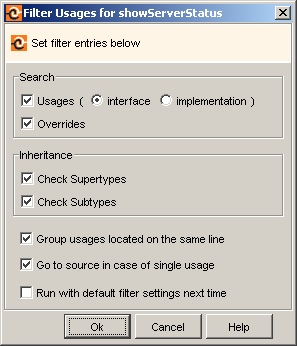 Filter Usages for showServerStatus
Set filter entries below
Search
Usages ( interface implementation )
Overrides
Inheritance
Check Supertypes
Check Subtypes
Group usages located on the same line
Go to source in case of single usage
Run with default filter settings next time
Ok Cancel Help